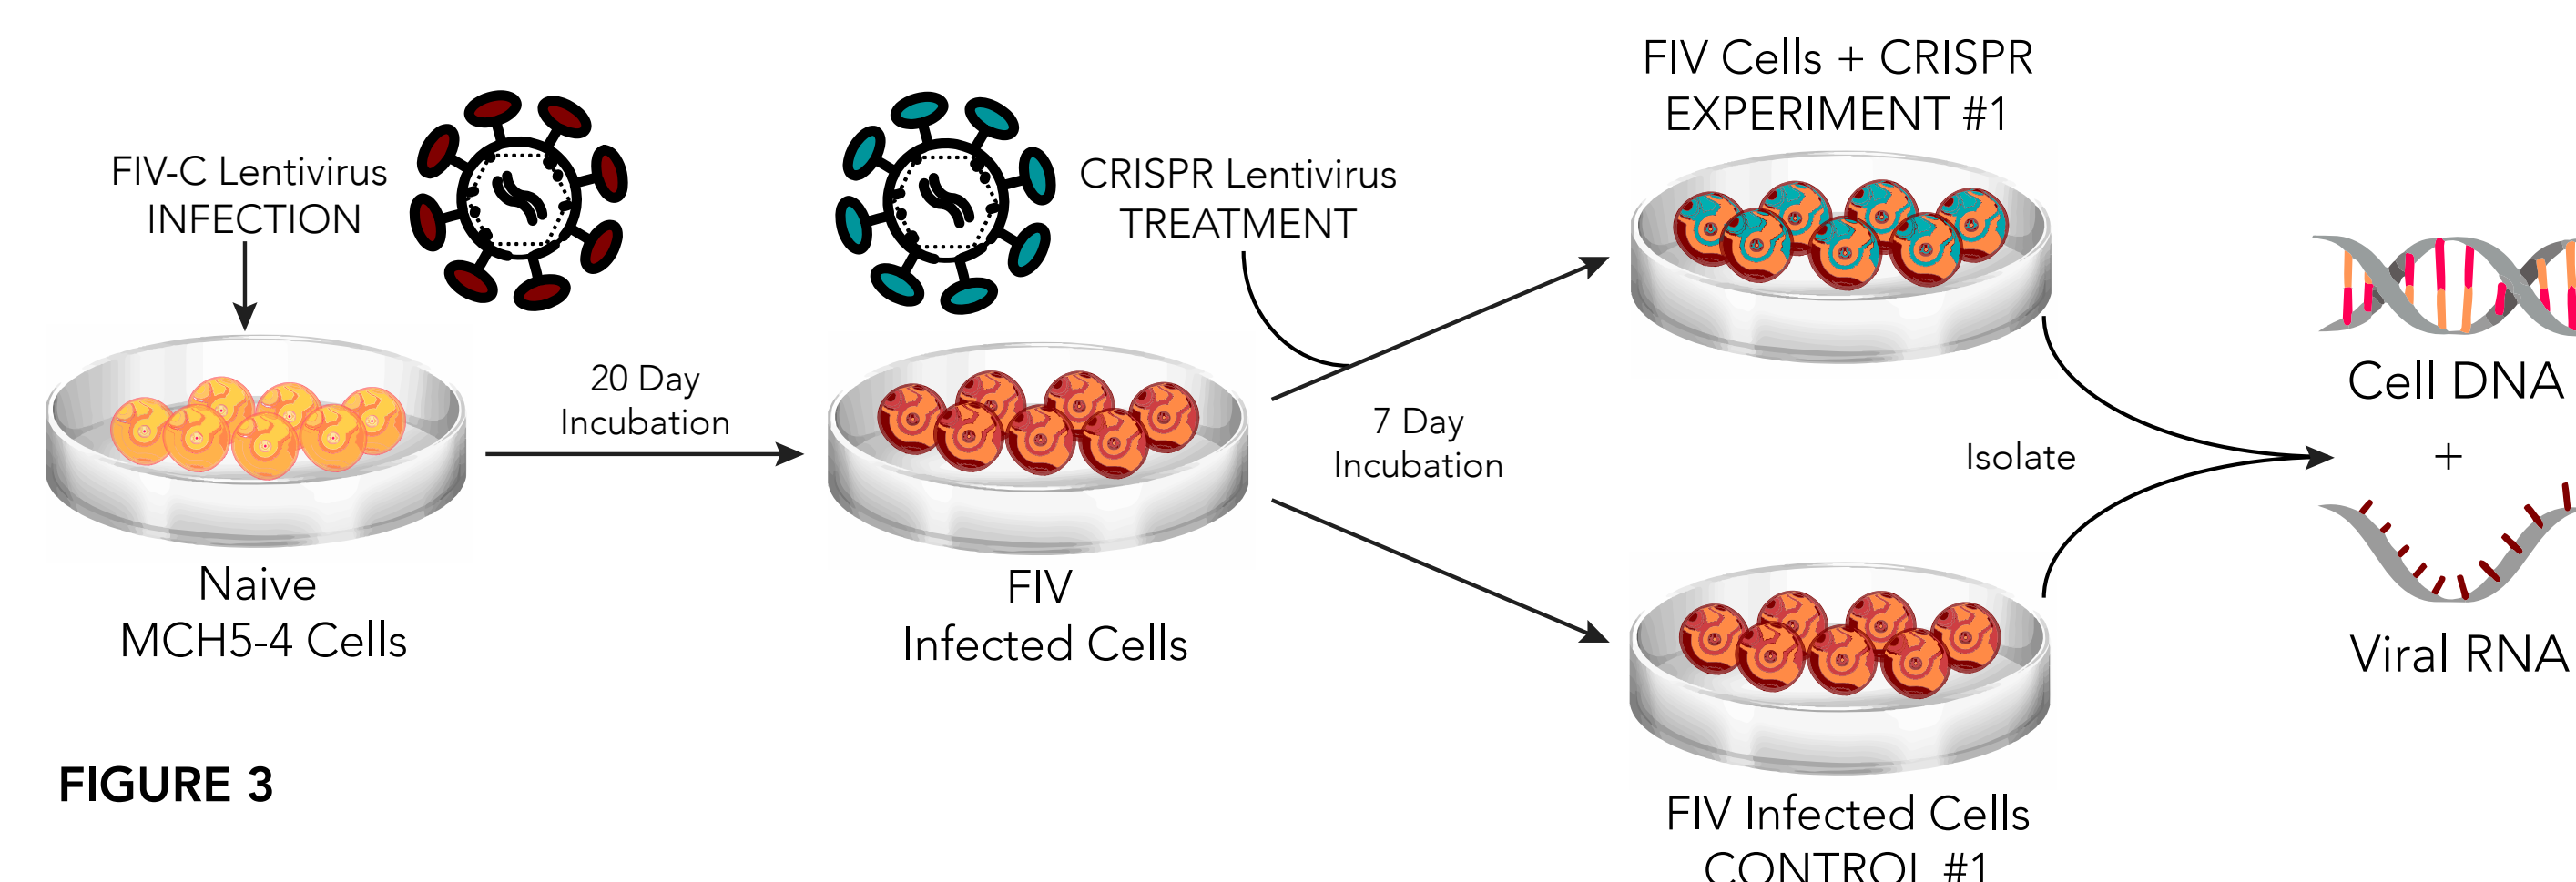 FIV-C Lentivirus
INFECTION
Naive
MCH5-4 Cells
20 Day
Incubation
FIV
Infected Cells
CRISPR Lentivirus
TREATMENT
7 Day
Incubation
FIV Cells + CRISPR
EXPERIMENT #1
FIV Infected Cells
CONTROL #1
Isolate
Cell DNA
+
Viral RNA
FIGURE 3